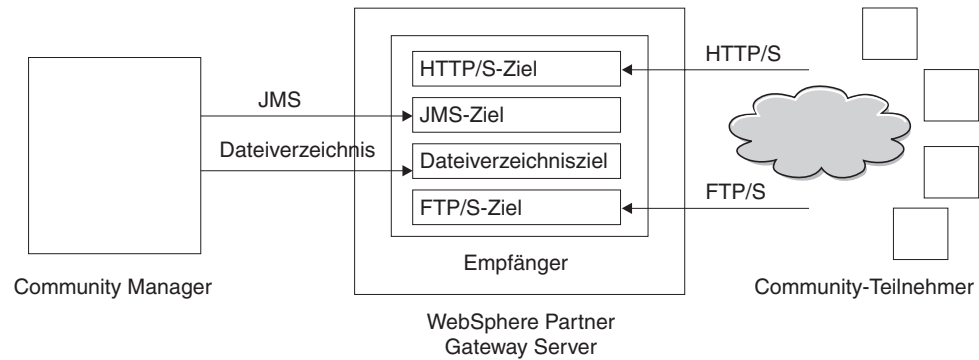 HTTP/S-Ziel
HTTP/S
JMS
JMS-Ziel
Dateiverzeichnis
Dateiverzeichnisziel
FTP/S-Ziel
FTP/S
Empfänger
Community Manager
Community-Teilnehmer
WebSphere Partner
Gateway Server